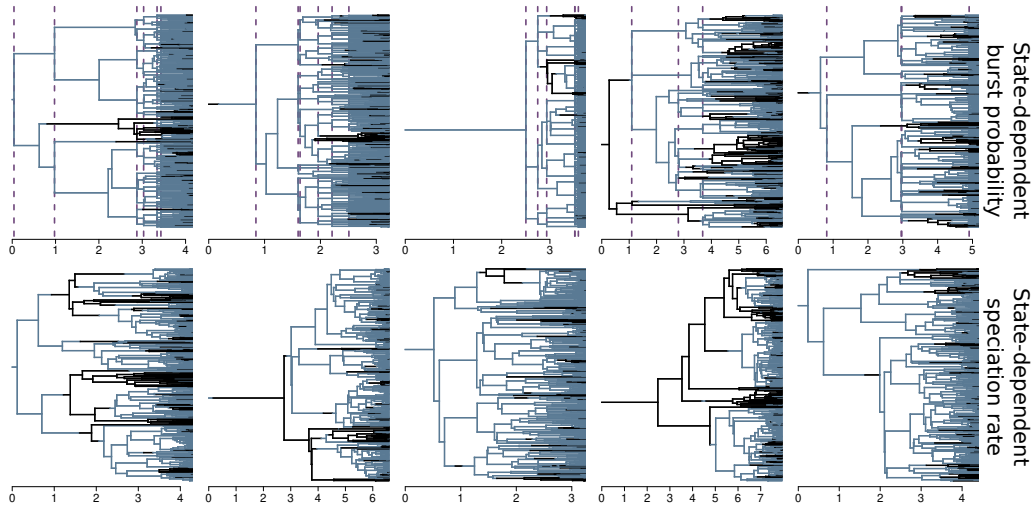 State-dependent
burst probability
0 1 2 3 4
0 1 2 3
0 1 2 3
0 1 2 3 4 5 6
0 1 2 3 4 5
State-dependent
speciation rate
0 1 2 3 4
0 1 2 3 4 5 6
0 1 2 3
0 1 2 3 4 5 6 7
0 1 2 3 4